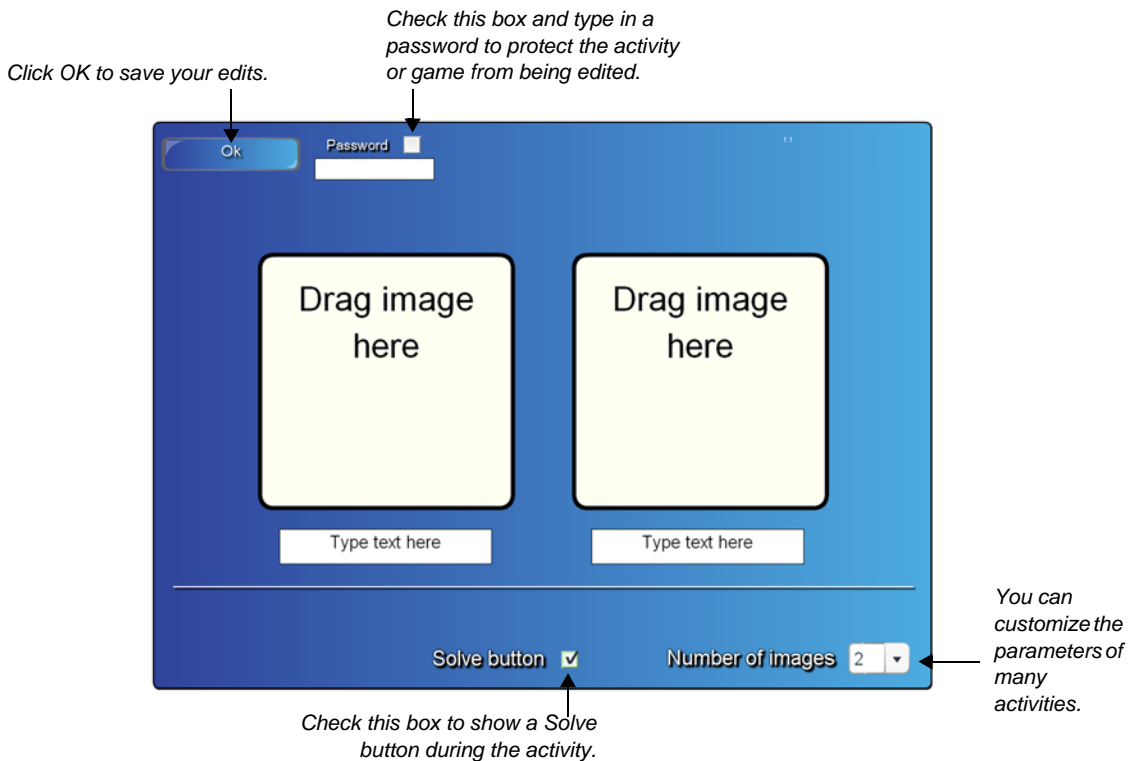 Check this box and type in a
password to protect the activity
or game from being edited.
Click OK to save your edits.
Ok
Password
1.1
Drag image
here
Drag image
here
Type text here
Type text here
You can
customize the
parameters of
many
activities.
Solve button
Number of images
2
Check this box to show a Solve
button during the activity.